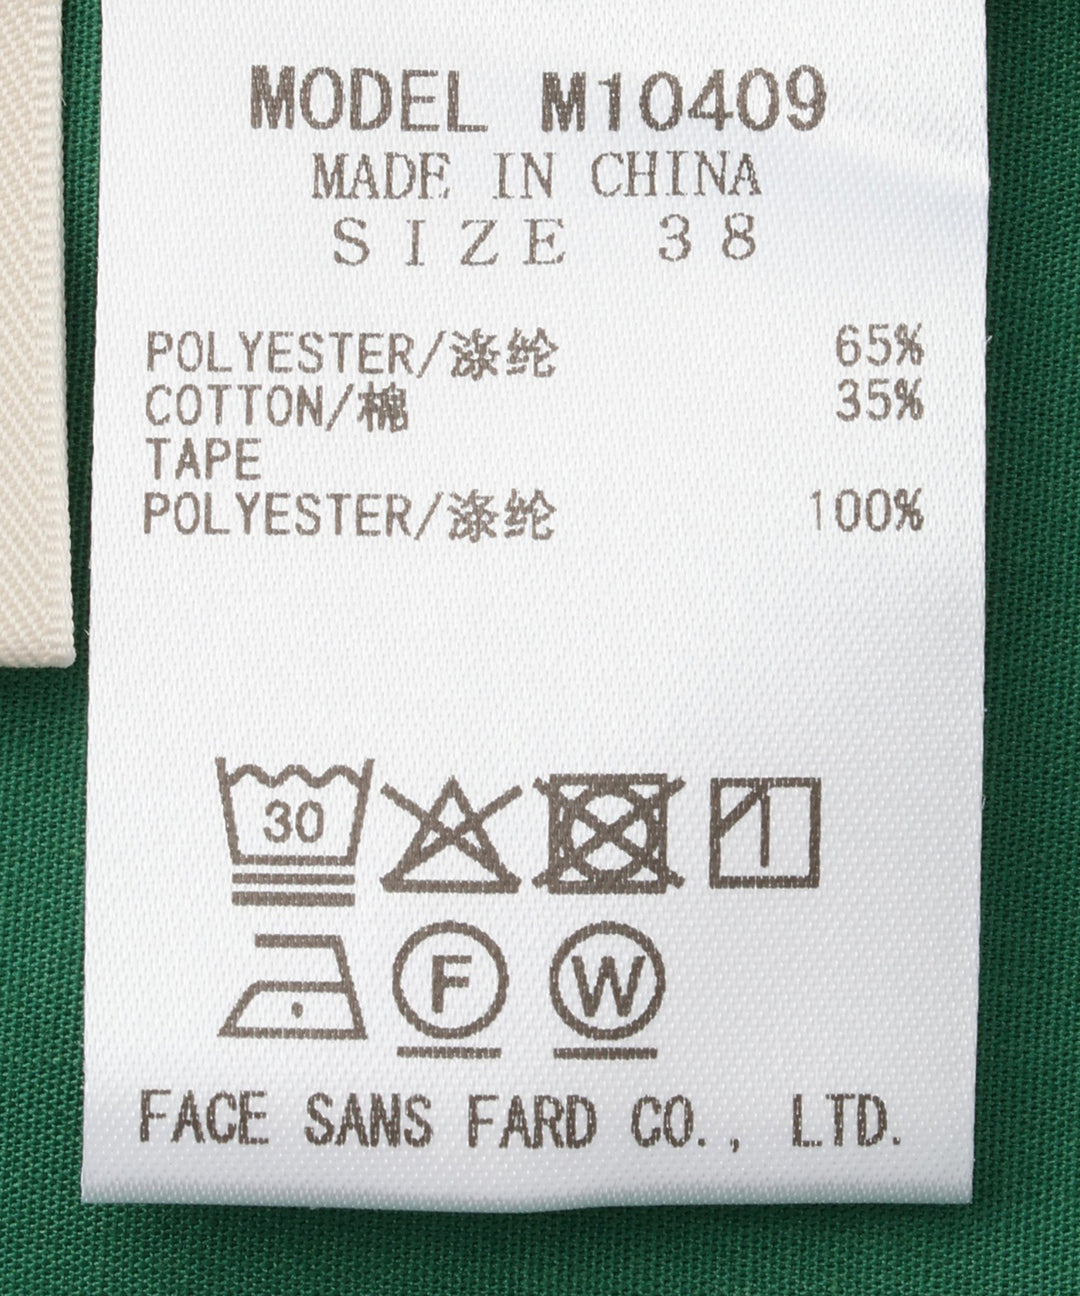 MODEL M10409
MADE IN CHINA
SIZE 38
POLYESTER/涤纶 65%
COTTON/棉 35%
TAPE
POLYESTER/涤纶 100%
30
F
W
FACE SANS FARD CO., LTD.